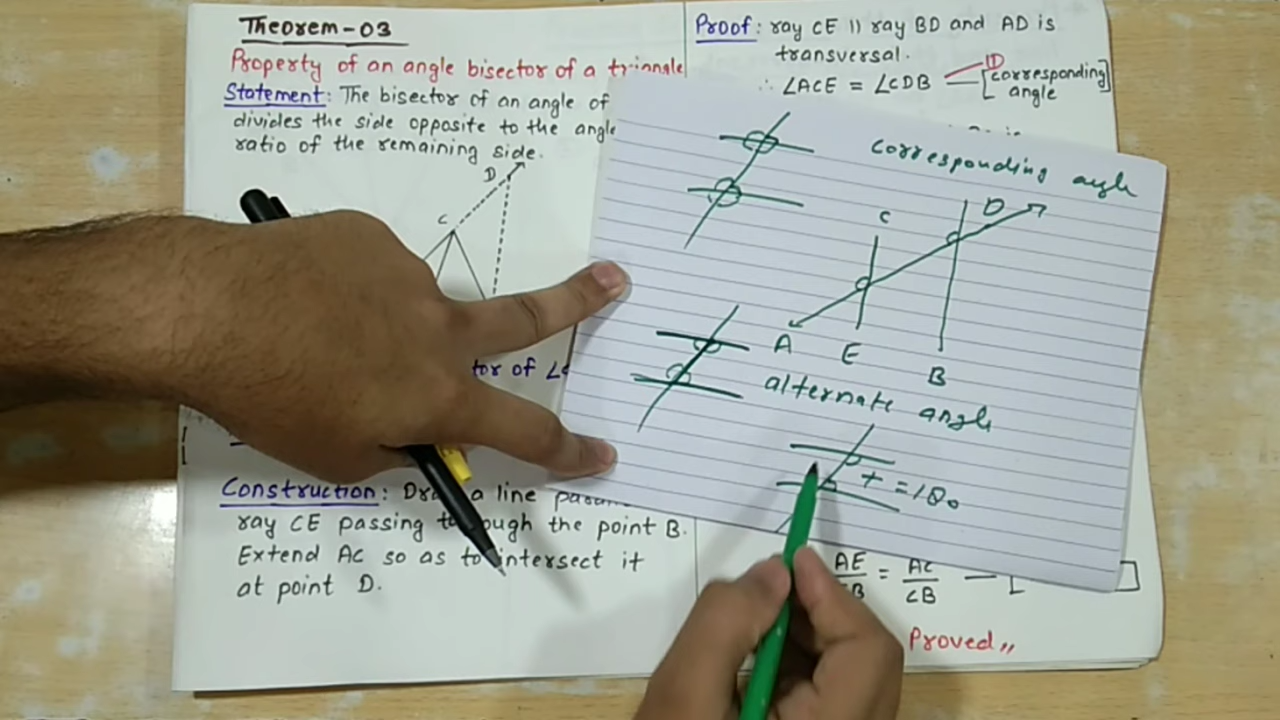 Theorem-03
Property of an angle bisector of a triangle
Statement: The bisector of an angle of
divides the side opposite to the angle
ratio of the remaining side.
D
C
tor of
Construction: Draw a line
ray CE passing through the point B.
Extend AC so as to intersect it
at point D.
Proof: ray CE || ray BD and AD is
transversal.
∴ ∠ACE = ∠CDB — ① [corresponding
angle]
corresponding angle
C
D
A
E
B
alternate angle
+ = 180
AE = AC
CB
Proved,,